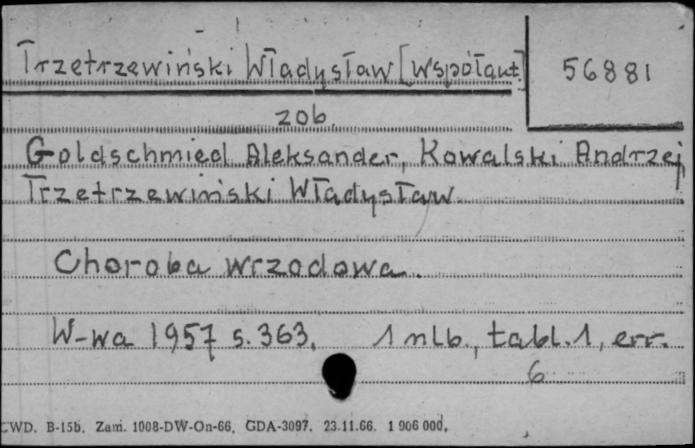 Trzetrzewiński Władysław [współaut.] 56881
zob.
Goldschmied Aleksander, Kowalski Andrzej,
Trzetrzewiński Władysław.
Choroba wrzodowa.
W-wa 1957 s. 363. 1 nlb., tabl. 1, err.
6
CWD. B-15b. Zam. 1008-DW-On-66. GDA-3097. 23.11.66. 1 906 000.